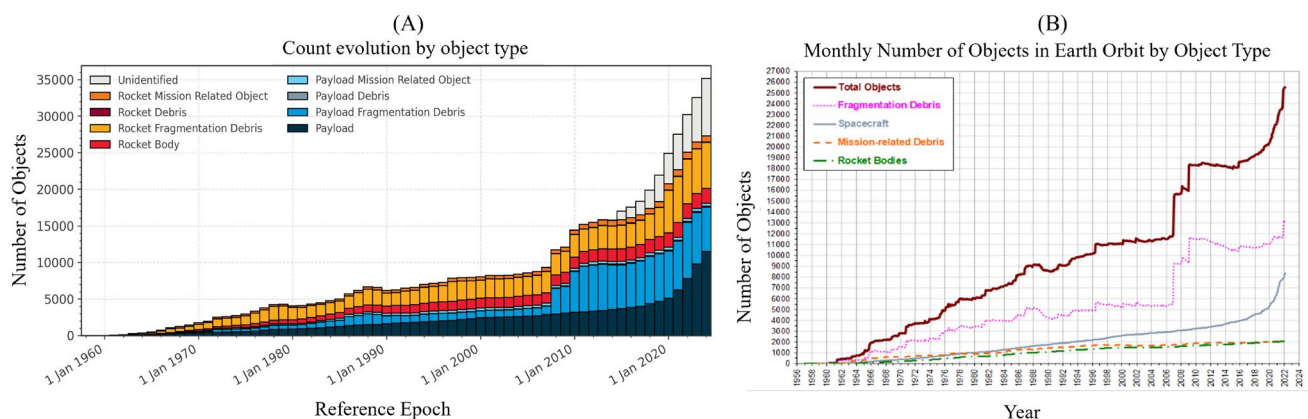 (A)
Count evolution by object type
Number of Objects
35000
30000
25000
20000
15000
10000
5000
0
Unidentified
Rocket Mission Related Object
Rocket Debris
Rocket Fragmentation Debris
Rocket Body
Payload Mission Related Object
Payload Debris
Payload Fragmentation Debris
Payload
1 Jan 1960
1 Jan 1970
1 Jan 1980
1 Jan 1990
1 Jan 2000
1 Jan 2010
1 Jan 2020
Reference Epoch
(B)
Monthly Number of Objects in Earth Orbit by Object Type
Number of Objects
27000
26000
25000
24000
23000
22000
21000
20000
19000
18000
17000
16000
15000
14000
13000
12000
11000
10000
9000
8000
7000
6000
5000
4000
3000
2000
1000
0
Total Objects
Fragmentation Debris
Spacecraft
Mission-related Debris
Rocket Bodies
1956
1958
1960
1962
1964
1966
1968
1970
1972
1974
1976
1978
1980
1982
1984
1986
1988
1990
1992
1994
1996
1998
2000
2002
2004
2006
2008
2010
2012
2014
2016
2018
2020
2022
2024
Year